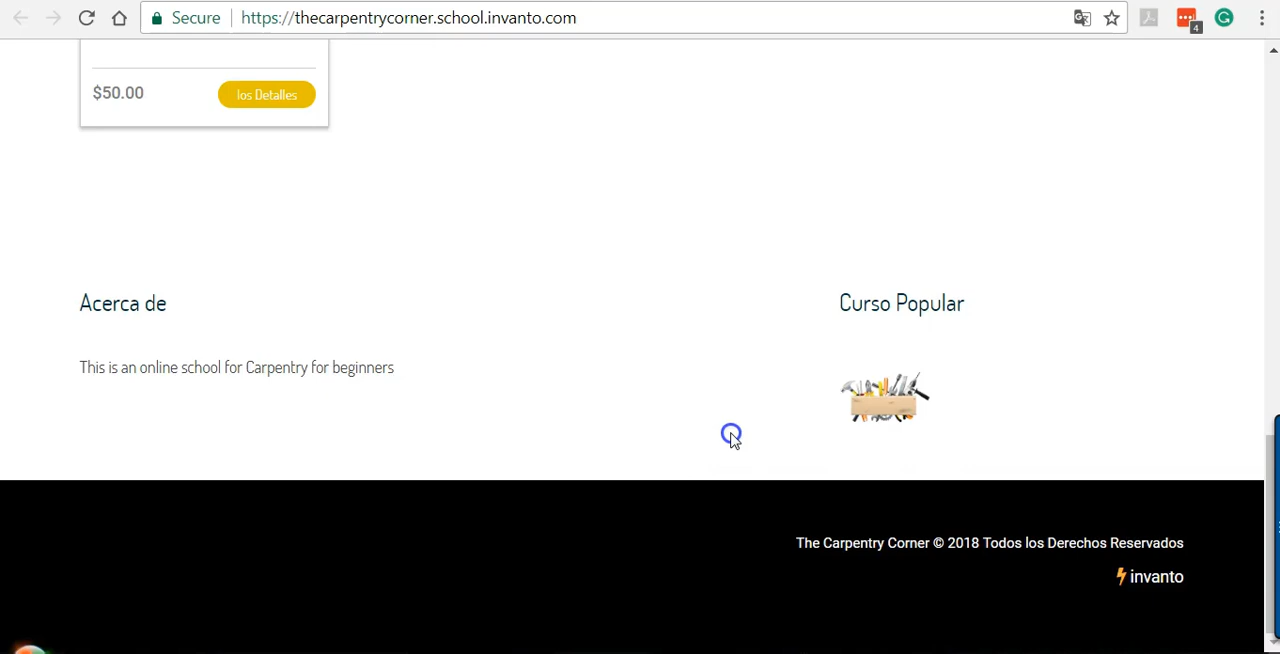 Secure
https://thecarpentrycorner.school.invanto.com
4
$50.00
los Detalles
Acerca de
Curso Popular
This is an online school for Carpentry for beginners
The Carpentry Corner © 2018 Todos los Derechos Reservados
invanto